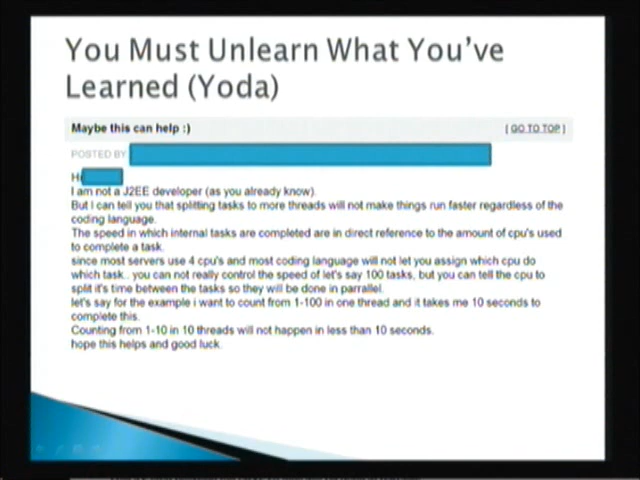 You Must Unlearn What You've
Learned (Yoda)
Maybe this can help :)
[ GO TO TOP ]
POSTED BY
Hi
I am not a J2EE developer (as you already know).
But I can tell you that splitting tasks to more threads will not make things run faster regardless of the
coding language.
The speed in which internal tasks are completed are in direct reference to the amount of cpu's used
to complete a task.
since most servers use 4 cpu's and most coding language will not let you assign which cpu do
which task.. you can not really control the speed of let's say 100 tasks, but you can tell the cpu to
split it's time between the tasks so they will be done in parrallel.
let's say for the example i want to count from 1-100 in one thread and it takes me 10 seconds to
complete this.
Counting from 1-10 in 10 threads will not happen in less than 10 seconds.
hope this helps and good luck.